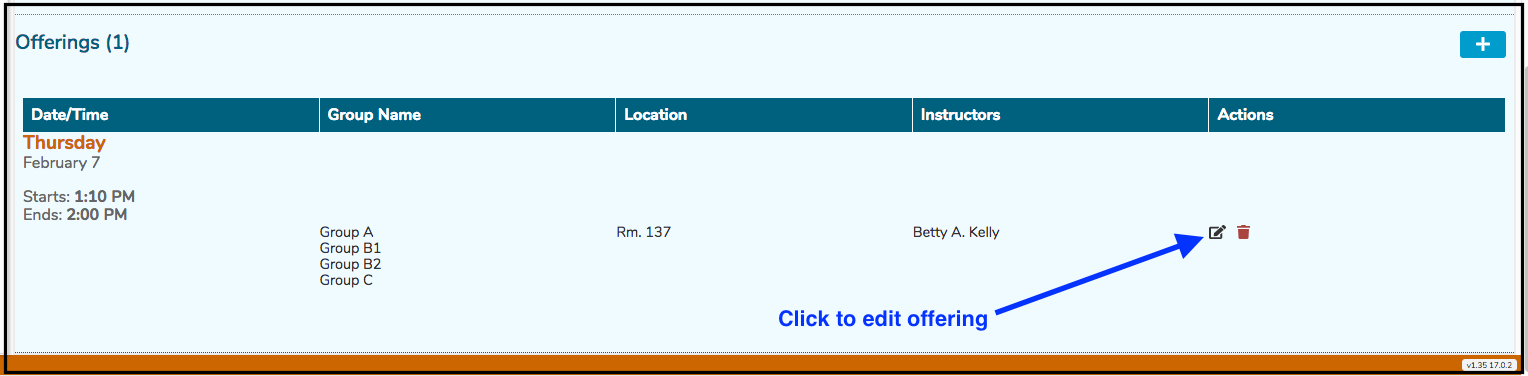 Offerings (1)
Date/Time Group Name Location Instructors Actions
Thursday
February 7
Starts: 1:10 PM
Ends: 2:00 PM
Group A Rm. 137 Betty A. Kelly
Group B1
Group B2
Group C
Click to edit offering
v1.35 17.0.2